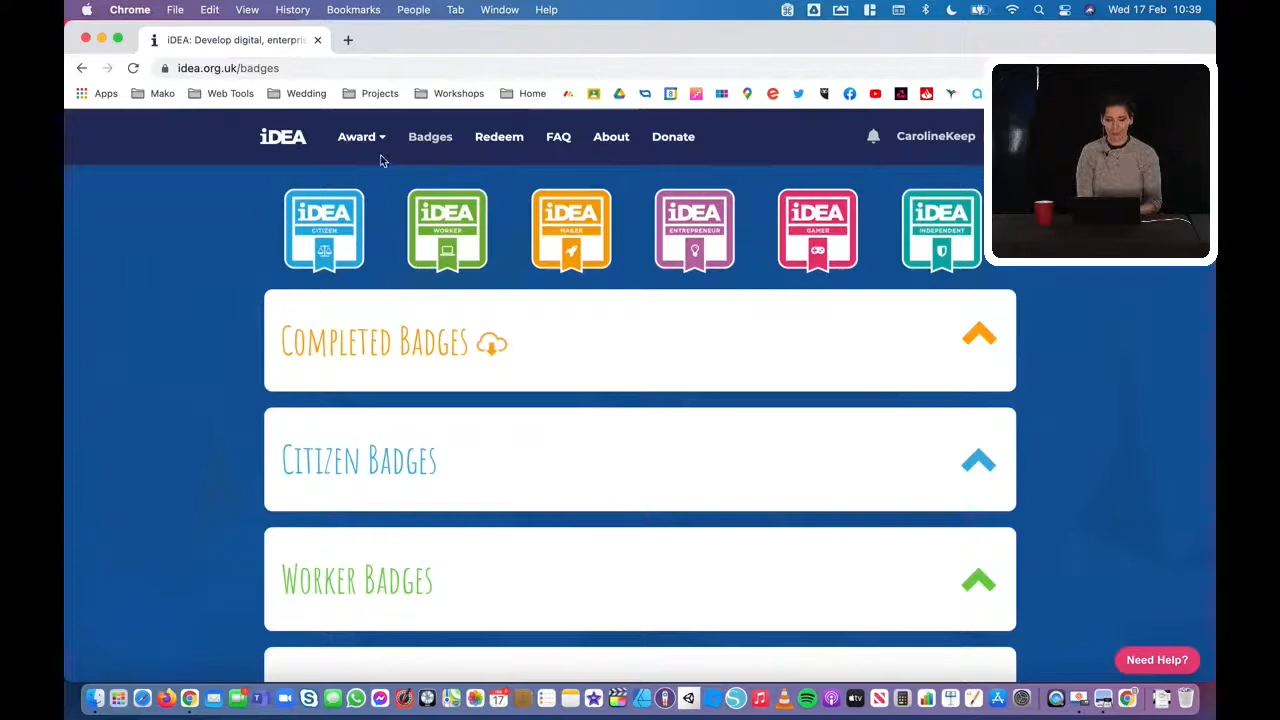 Chrome File Edit View History Bookmarks People Tab Window Help Wed 17 Feb 10:39
iDEA: Develop digital, enterpris
idea.org.uk/badges
Apps Mako Web Tools Wedding Projects Workshops Home
iDEA Award Badges Redeem FAQ About Donate CarolineKeep
iDEA iDEA iDEA iDEA iDEA iDEA
CITIZEN WORKER MAKER ENTREPRENEUR GAMER INDEPENDENT
Completed Badges
Citizen Badges
Worker Badges
Need Help?